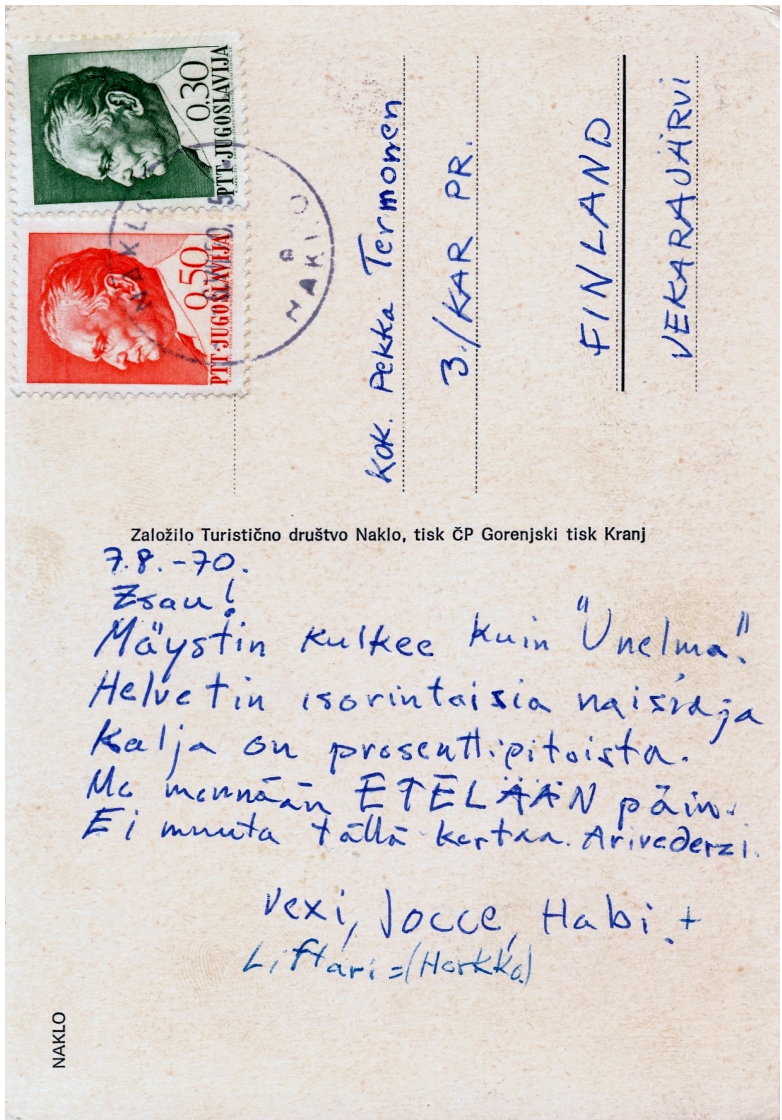 0.30
PTT-JUGOSLAVIJA
0.50
PTT-JUGOSLAVIJA
NAKLO
NAKLO
Kok. Pekka Termonen
3./KAR PR.
FINLAND
VEKARAJÄRVI
Založilo Turistično društvo Naklo, tisk ČP Gorenjski tisk Kranj
7.8.-70.
Zsau!
Mäystin kulkee kuin "Unelma".
Helvetin isorintaisia naisia ja
Kalja on prosenttipitoista.
Me mennään ETELÄÄN päin.
Ei muuta tällä kertaa. Arivederzi.
Vexi, Jocce, Habi. +
Liftari =(Harkko)
NAKLO